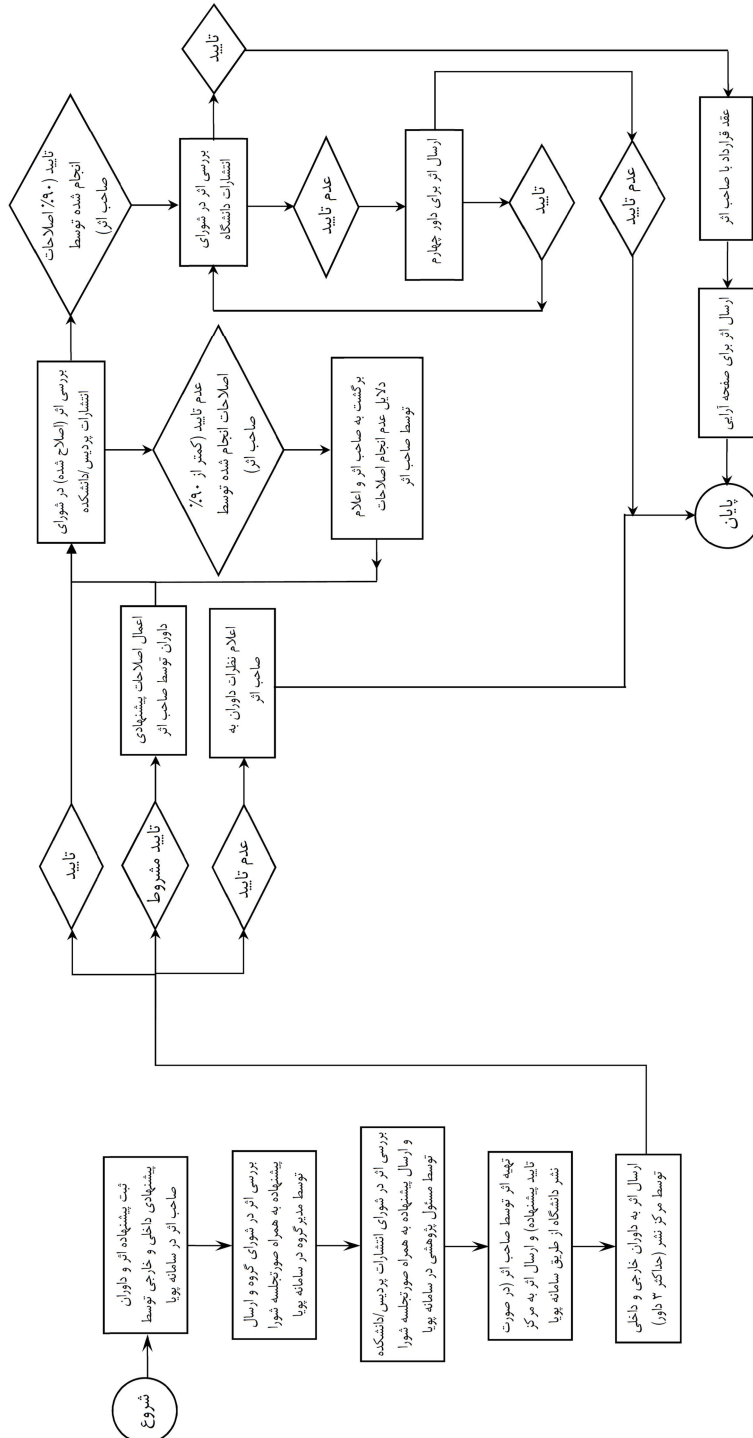 شروع
ثبت پیشنهاده اثر و داوران
پیشنهادی داخلی و خارجی توسط
صاحب اثر در سامانه پویا
بررسی اثر در شورای گروه و ارسال
پیشنهاده به همراه صورتجلسه شورا
توسط مدیرگروه در سامانه پویا
بررسی اثر در شورای انتشارات پردیس/دانشکده
و ارسال پیشنهاده به همراه صورتجلسه شورا
توسط مسئول پژوهشی در سامانه پویا
تهیه اثر توسط صاحب اثر (در صورت
تایید پیشنهاده) و ارسال اثر به مرکز
نشر دانشگاه از طریق سامانه پویا
ارسال اثر به داوران خارجی و داخلی
توسط مرکز نشر (حداکثر ۳ داور)
تایید
تایید مشروط
عدم تایید
اعمال اصلاحات پیشنهادی
داوران توسط صاحب اثر
اعلام نظرات داوران به
صاحب اثر
بررسی اثر (اصلاح شده) در شورای
انتشارات پردیس/دانشکده
عدم تایید (کمتر از ۹۰٪
اصلاحات انجام شده توسط
صاحب اثر)
برگشت به صاحب اثر و اعلام
دلایل عدم انجام اصلاحات
توسط صاحب اثر
تایید (۹۰٪ اصلاحات
انجام شده توسط
صاحب اثر)
بررسی اثر در شورای
انتشارات دانشگاه
عدم تایید
ارسال اثر برای داور چهارم
تایید
عدم تایید
تایید
عقد قرارداد با صاحب اثر
ارسال اثر برای صفحه آرایی
پایان